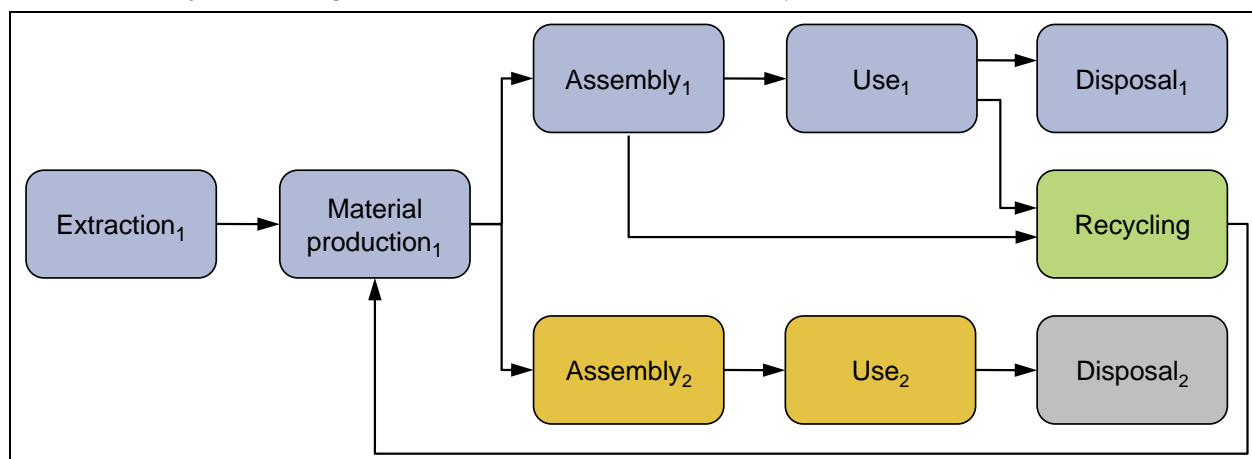 Assembly₁
Use₁
Disposal₁
Extraction₁
Material
production₁
Recycling
Assembly₂
Use₂
Disposal₂